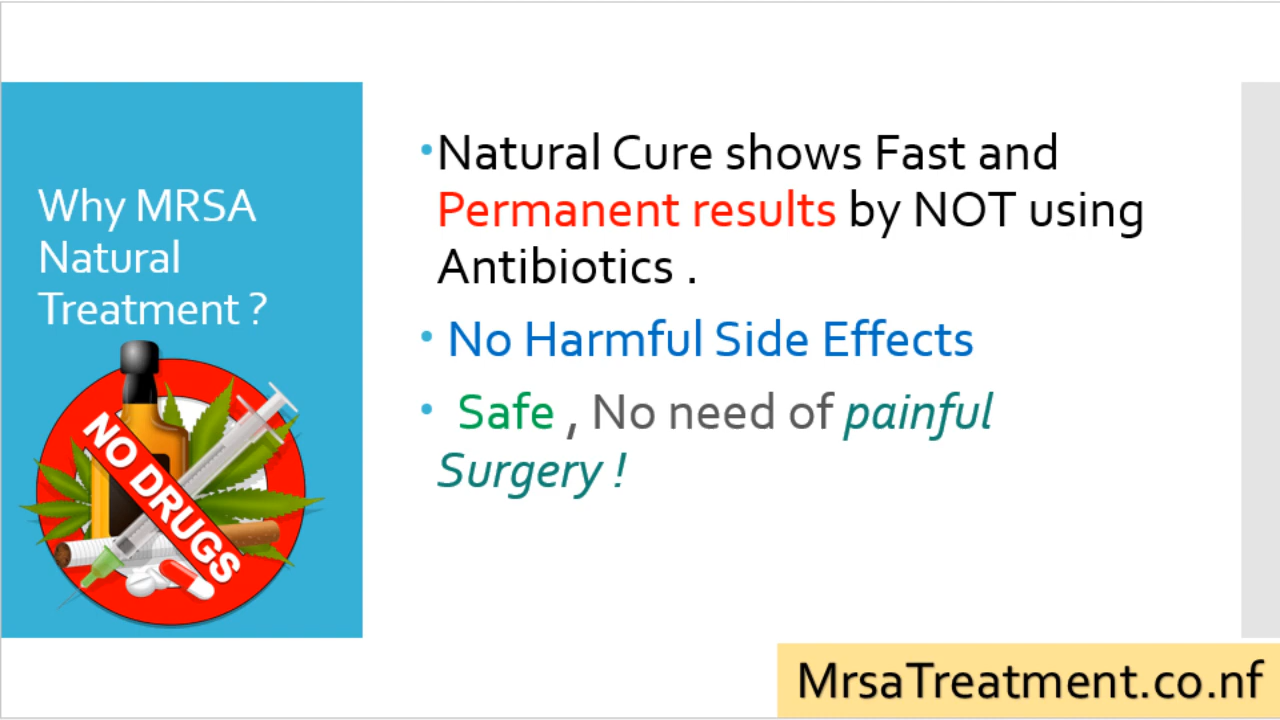 Why MRSA
Natural
Treatment ?
NO DRUGS
•Natural Cure shows Fast and
Permanent results by NOT using
Antibiotics .
• No Harmful Side Effects
• Safe , No need of painful
Surgery !
MrsaTreatment.co.nf